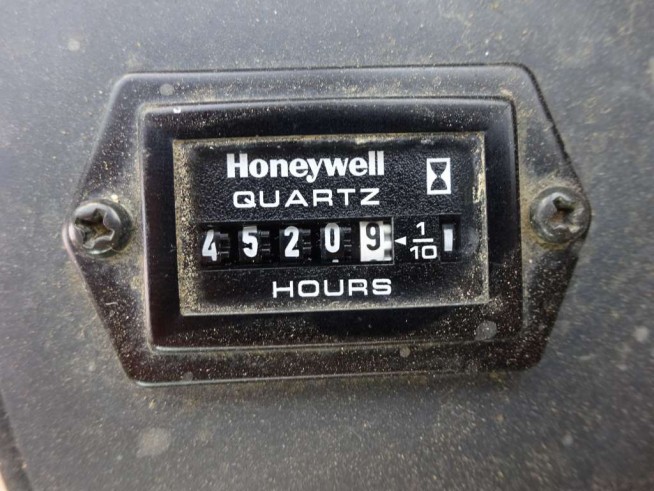 Honeywell
QUARTZ
45209 ◄ 1/10
HOURS